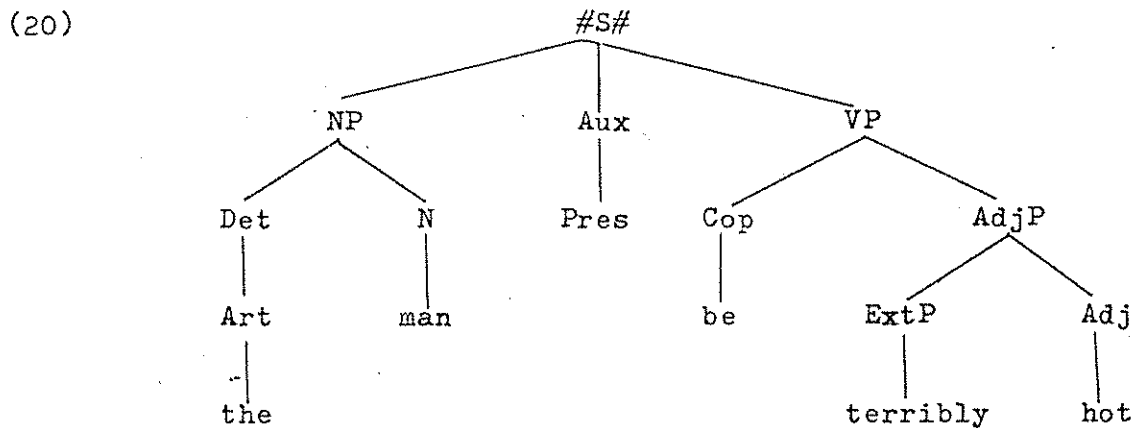 (20) #S#
NP Aux VP
Det N Pres Cop AdjP
Art man be ExtP Adj
the terribly hot